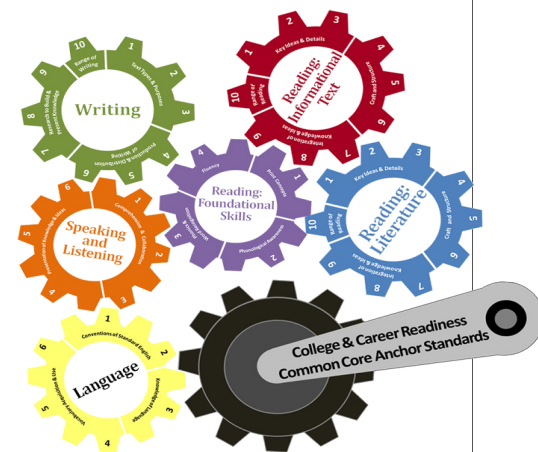 Writing
10
1
2
3
4
5
6
7
8
9
Range of
Writing
Text Types & Purposes
Production & Distribution
of Writing
Research to Build &
Present Knowledge
Reading:
Informational
Text
1
2
3
4
5
6
7
8
9
10
Key Ideas & Details
Craft and Structure
Integration of
Knowledge & Ideas
Range of
Reading
Reading:
Foundational
Skills
1
2
3
4
Print Concepts
Phonological Awareness
Phonics &
Word Recognition
Fluency
Reading:
Literature
1
2
3
4
5
6
7
8
9
10
Key Ideas & Details
Craft and Structure
Integration of
Knowledge & Ideas
Range of
Reading
Speaking
and
Listening
1
2
3
4
5
6
Comprehension & Collaboration
Presentation of Knowledge & Ideas
Language
1
2
3
4
5
6
Conventions of Standard English
Knowledge of Language
Vocabulary Acquisition & Use
College & Career Readiness
Common Core Anchor Standards